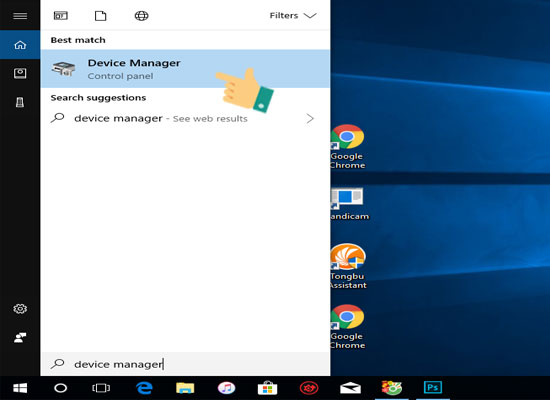 Filters
Best match
Device Manager
Control panel
Search suggestions
device manager - See web results
device manager
Google
Chrome
andicam
Tongbu
Assistant
Google
Chrome
Ps